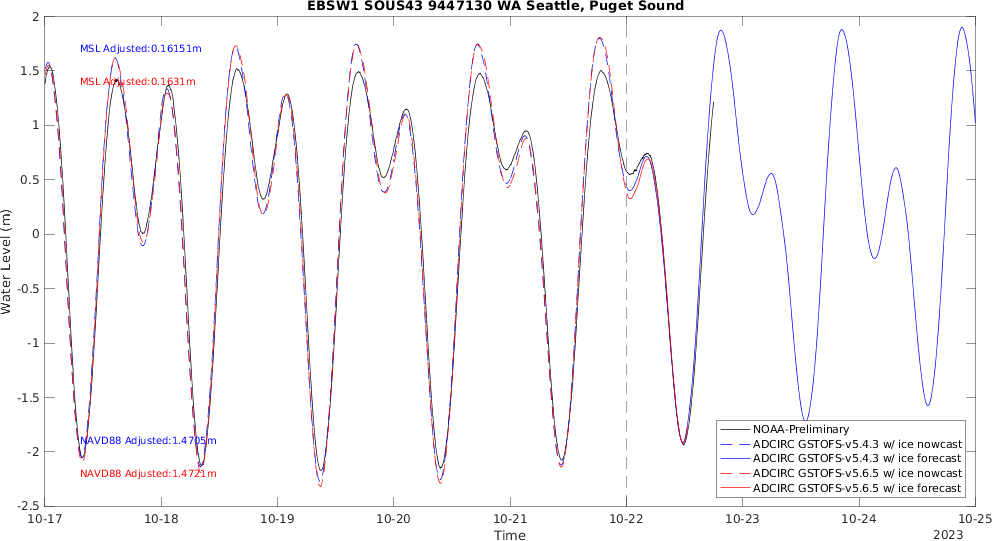 EBSW1 SOUS43 9447130 WA Seattle, Puget Sound
2
1.5
1
0.5
0
-0.5
-1
-1.5
-2
-2.5
Water Level (m)
MSL Adjusted:0.16151m
MSL Adjusted:0.1631m
NAVD88 Adjusted:1.4705m
NAVD88 Adjusted:1.4721m
NOAA-Preliminary
ADCIRC GSTOFS-v5.4.3 w/ ice nowcast
ADCIRC GSTOFS-v5.4.3 w/ ice forecast
ADCIRC GSTOFS-v5.6.5 w/ ice nowcast
ADCIRC GSTOFS-v5.6.5 w/ ice forecast
10-17 10-18 10-19 10-20 10-21 10-22 10-23 10-24 10-25
Time
2023